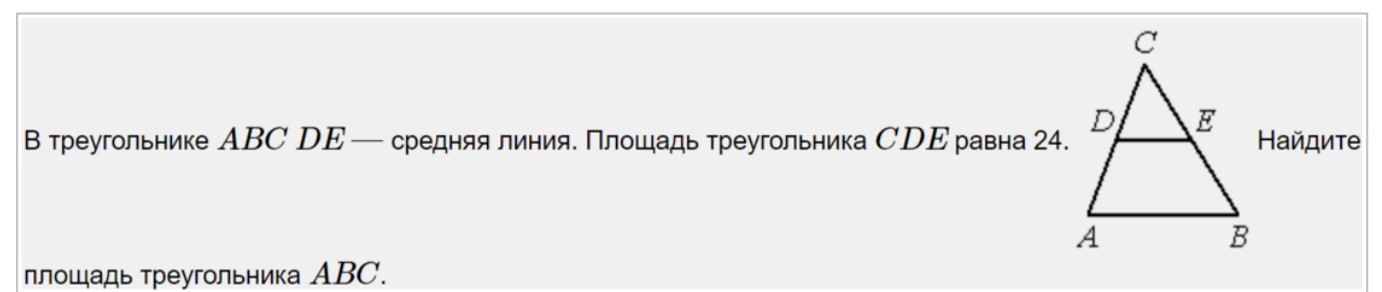 C
D E
В треугольнике ABC DE — средняя линия. Площадь треугольника CDE равна 24. Найдите
A B
площадь треугольника ABC.